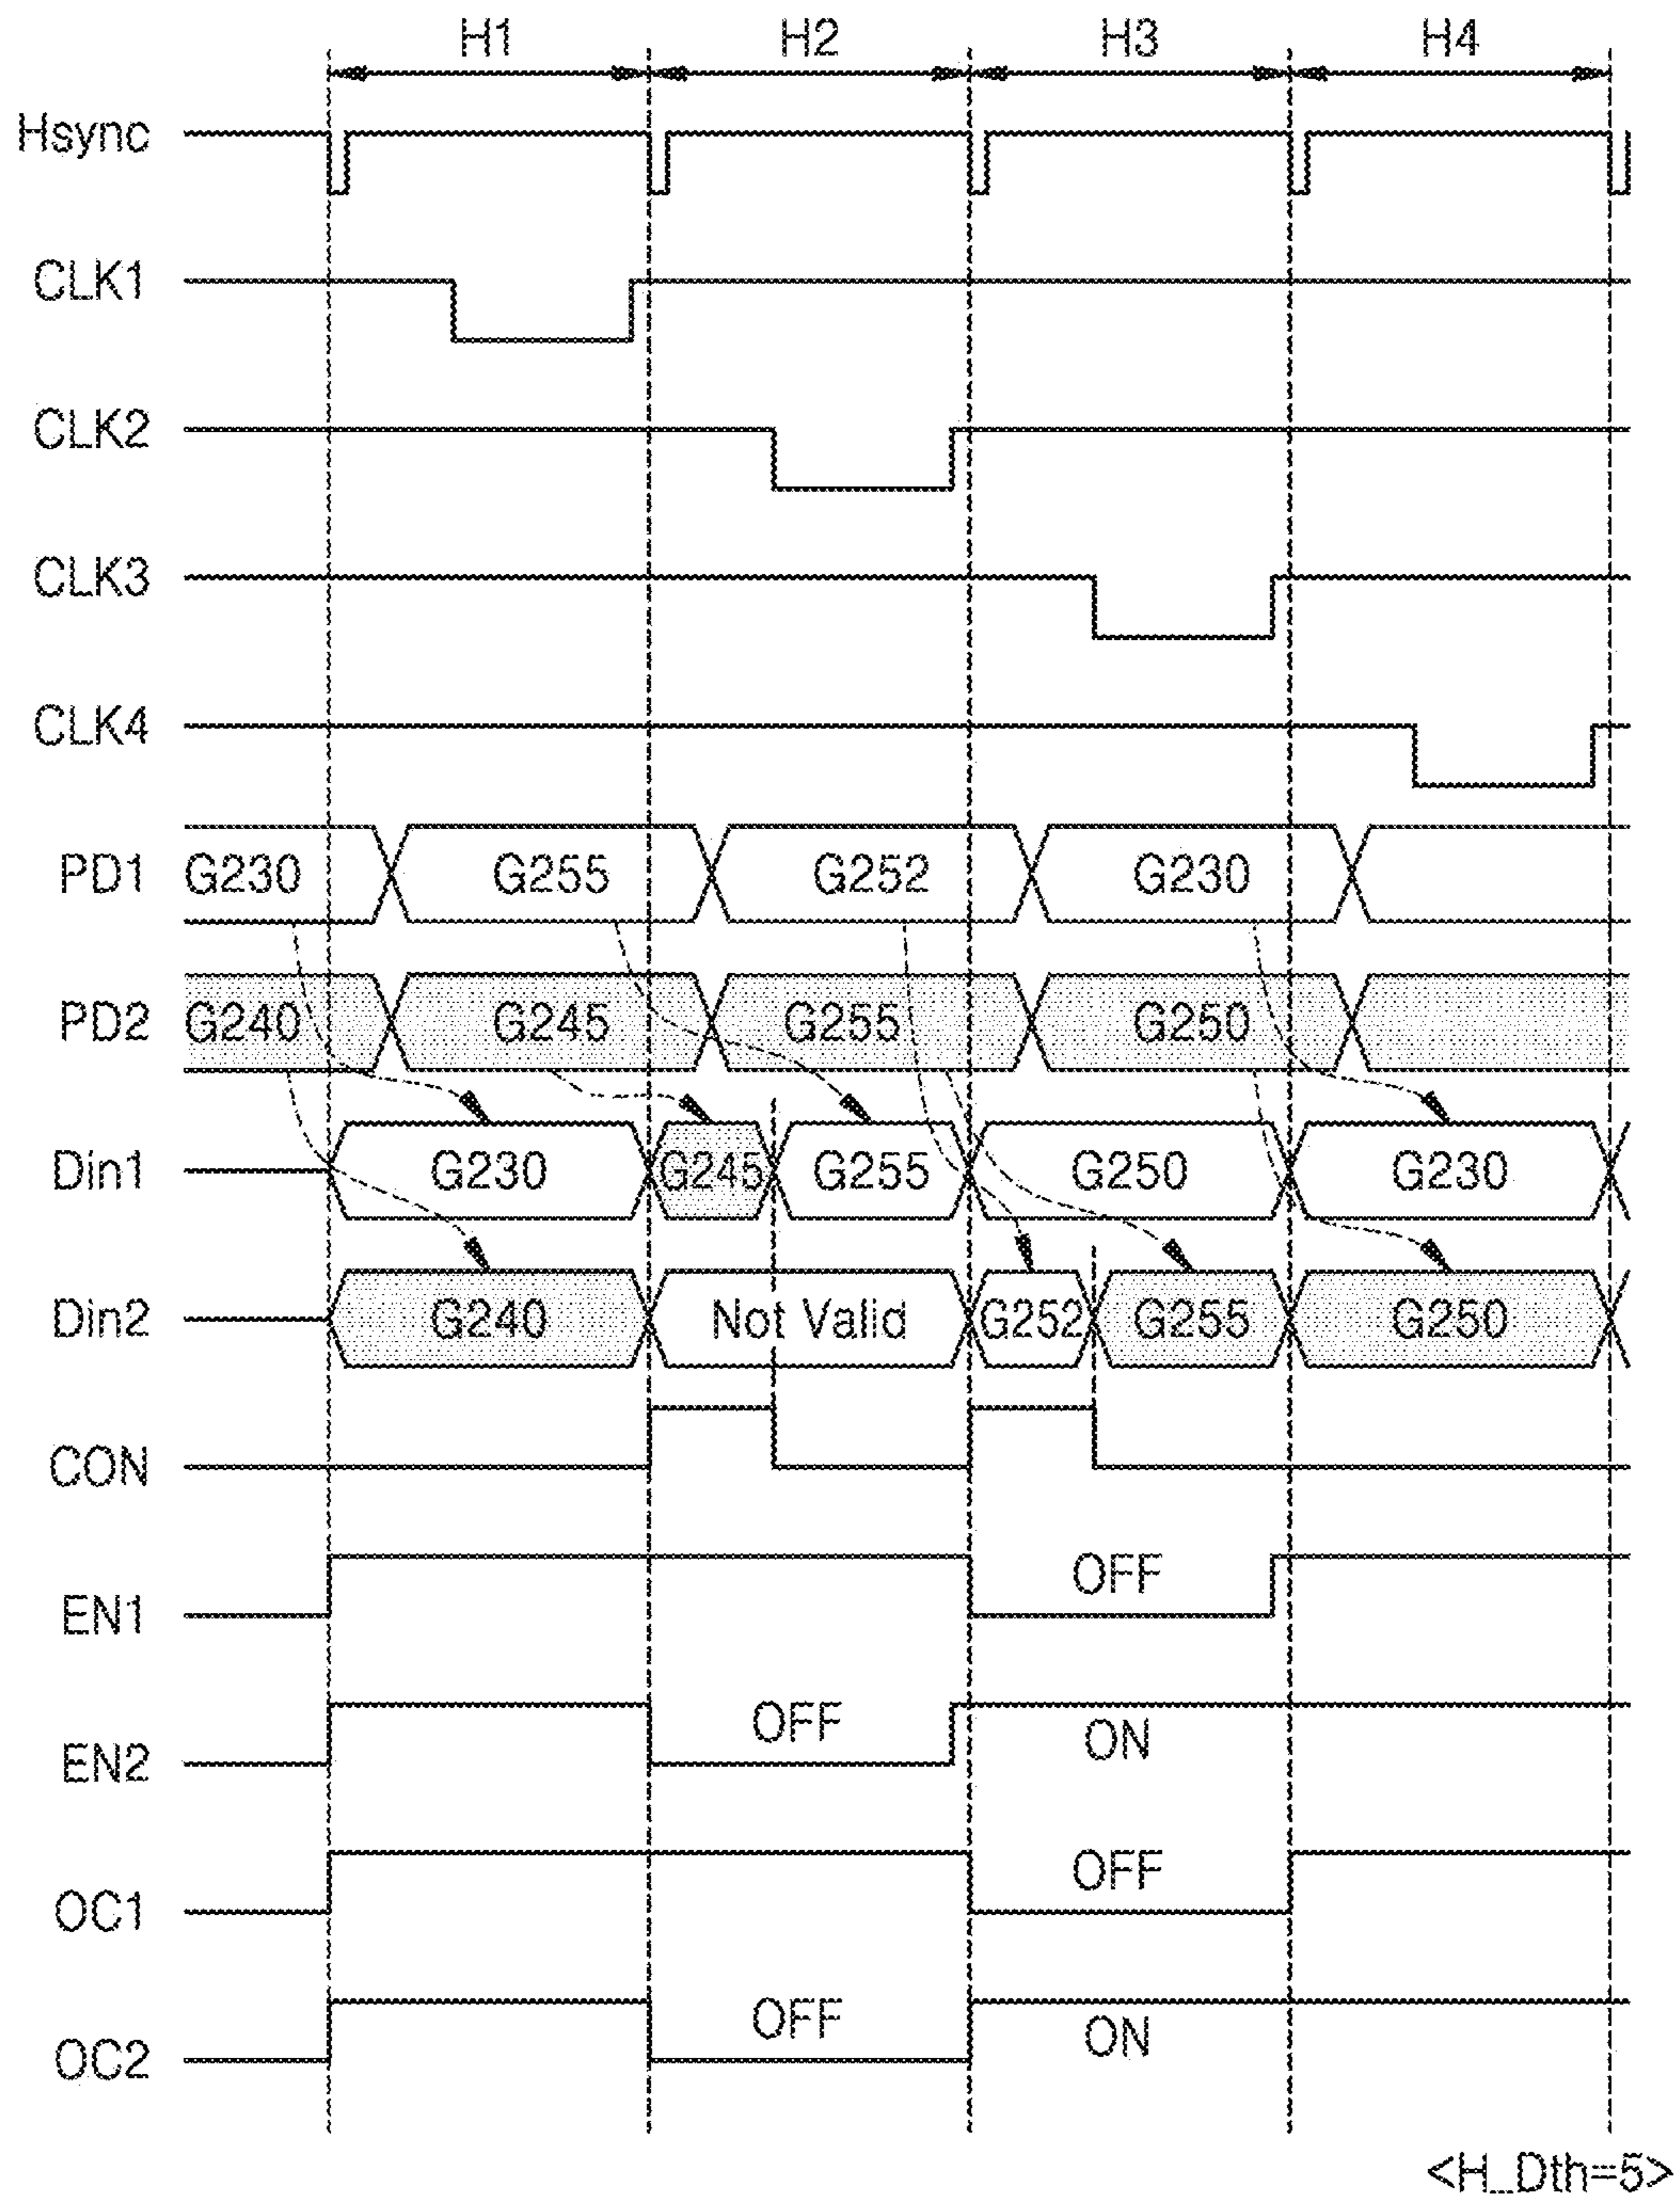 H1 H2 H3 H4
Hsync
CLK1
CLK2
CLK3
CLK4
PD1 G230 G255 G252 G230
PD2 G240 G245 G255 G250
Din1 G230 G245 G255 G250 G230
Din2 G240 Not Valid G252 G255 G250
CON
EN1 OFF
EN2 OFF ON
OC1 OFF
OC2 OFF ON
<H_Dth=5>